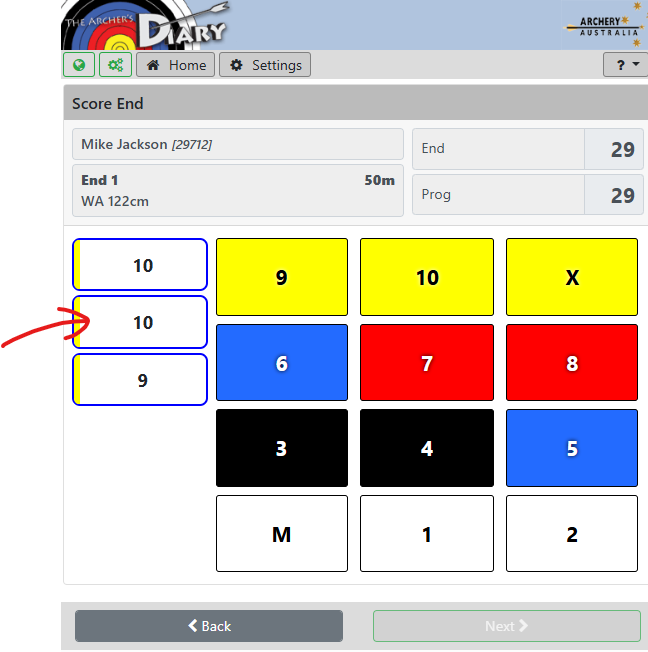 THE ARCHER'S
DIARY
ARCHERY
AUSTRALIA
Home
Settings
?
Score End
Mike Jackson [29712]
End 1
50m
WA 122cm
End
29
Prog
29
10
10
9
9
10
X
6
7
8
3
4
5
M
1
2
Back
Next